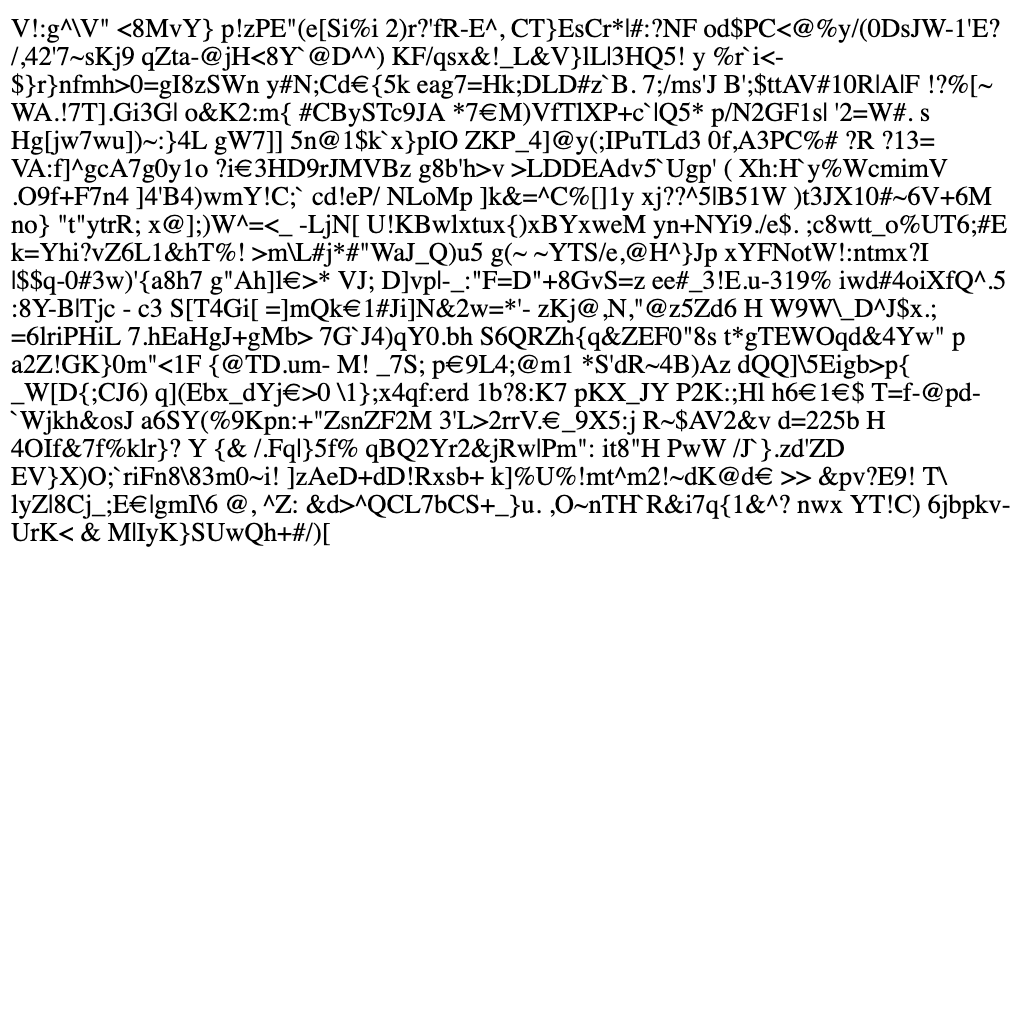 V!:g^\V" <8MvY} p!zPE"(e[Si%i 2)r?'fR-E^, CT}EsCr*|#:?NF od$PC<@%y/(0DsJW-1'E?
/,42'7~sKj9 qZta-@jH<8Y`@D^^) KF/qsx&!_L&V}lL|3HQ5! y %r`i<-
$}r}nfmh>0=gI8zSWn y#N;Cd€{5k eag7=Hk;DLD#z`B. 7;/ms'J B';$ttAV#10R|A|F !?%[~
WA.!7T].Gi3G| o&K2:m{ #CBySTc9JA *7€M)VfTlXP+c`|Q5* p/N2GF1s| '2=W#. s
Hg[jw7wu])~:}4L gW7]] 5n@1$k`x}pIO ZKP_4]@y(;IPuTLd3 0f,A3PC%# ?R ?13=
VA:f]^gcA7g0y1o ?i€3HD9rJMVBz g8b'h>v >LDDEAdv5`Ugp' ( Xh:H`y%WcmimV
.O9f+F7n4 ]4'B4)wmY!C;` cd!eP/ NLoMp ]k&=^C%[]1y xj??^5|B51W )t3JX10#~6V+6M
no} "t"ytrR; x@];)W^=<_ -LjN[ U!KBwlxtux{)xBYxweM yn+NYi9./e$. ;c8wtt_o%UT6;#E
k=Yhi?vZ6L1&hT%! >m\L#j*#"WaJ_Q)u5 g(~ ~YTS/e,@H^}Jp xYFNotW!:ntmx?I
|$$q-0#3w)'{a8h7 g"Ah]l€>* VJ; D]vp|-_:"F=D"+8GvS=z ee#_3!E.u-319% iwd#4oiXfQ^.5
:8Y-B|Tjc - c3 S[T4Gi[ =]mQk€1#Ji]N&2w=*'- zKj@,N,"@z5Zd6 H W9W\_D^J$x.;
=6lriPHiL 7.hEaHgJ+gMb> 7G`J4)qY0.bh S6QRZh{q&ZEF0"8s t*gTEWOqd&4Yw" p
a2Z!GK}0m"<1F {@TD.um- M! _7S; p€9L4;@m1 *S'dR~4B)Az dQQ]\5Eigb>p{
_W[D{;CJ6) q](Ebx_dYj€>0 \1};x4qf:erd 1b?8:K7 pKX_JY P2K:;Hl h6€1€$ T=f-@pd-
`Wjkh&osJ a6SY(%9Kpn:+"ZsnZF2M 3'L>2rrV.€_9X5:j R~$AV2&v d=225b H
4OIf&7f%klr}? Y {& /.Fq|}5f% qBQ2Yr2&jRw|Pm": it8"H PwW /J`}.zd'ZD
EV}X)O;`riFn8\83m0~i! ]zAeD+dD!Rxsb+ k]%U%!mt^m2!~dK@d€ >> &pv?E9! T\
lyZ|8Cj_;E€|gmI\6 @, ^Z: &d>^QCL7bCS+_}u. ,O~nTH`R&i7q{1&^? nwx YT!C) 6jbpkv-
UrK< & M|IyK}SUwQh+#/)[